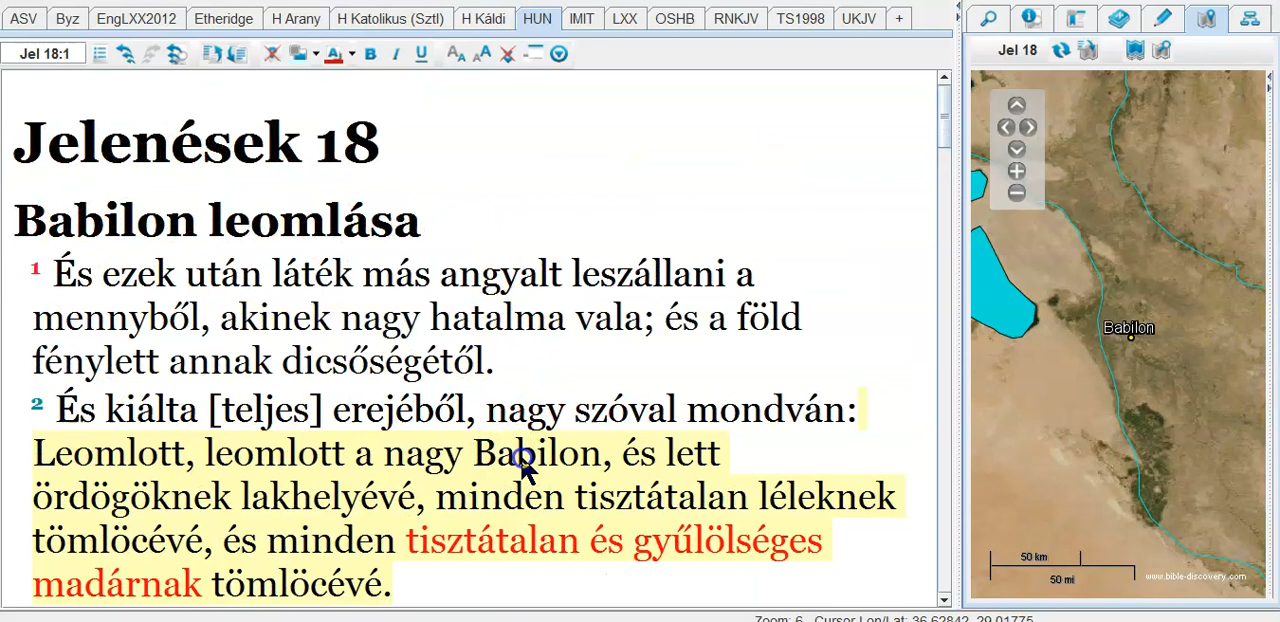 ASV Byz EngLXX2012 Etheridge H Arany H Katolikus (Sztl) H Káldi HUN IMIT LXX OSHB RNKJV TS1998 UKJV +
Jel 18:1
Jel 18
Jelenések 18
Babilon leomlása
1 És ezek után láték más angyalt leszállani a
mennyből, akinek nagy hatalma vala; és a föld
fénylett annak dicsőségétől.
2 És kiálta [teljes] erejéből, nagy szóval mondván:
Leomlott, leomlott a nagy Babilon, és lett
ördögöknek lakhelyévé, minden tisztátalan léleknek
tömlöcévé, és minden tisztátalan és gyűlölséges
madárnak tömlöcévé.
Babilon
50 km
50 mi
www.bible-discovery.com
Zoom: 6 Cursor Lon/Lat: 36.62842, 29.01775